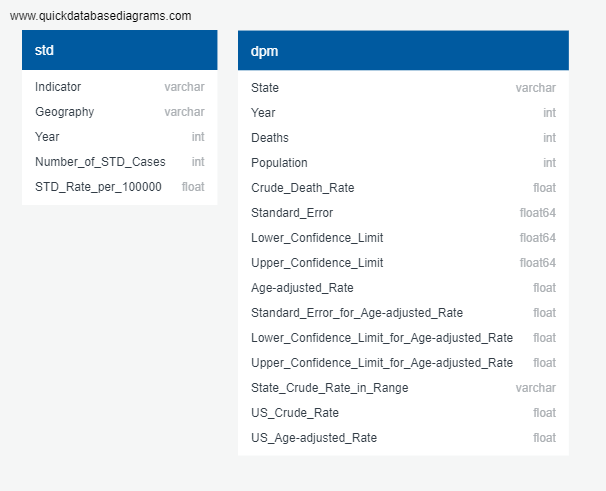 www.quickdatabasediagrams.com
std
Indicator varchar
Geography varchar
Year int
Number_of_STD_Cases int
STD_Rate_per_100000 float
dpm
State varchar
Year int
Deaths int
Population int
Crude_Death_Rate float
Standard_Error float64
Lower_Confidence_Limit float64
Upper_Confidence_Limit float64
Age-adjusted_Rate float
Standard_Error_for_Age-adjusted_Rate float
Lower_Confidence_Limit_for_Age-adjusted_Rate float
Upper_Confidence_Limit_for_Age-adjusted_Rate float
State_Crude_Rate_in_Range varchar
US_Crude_Rate float
US_Age-adjusted_Rate float